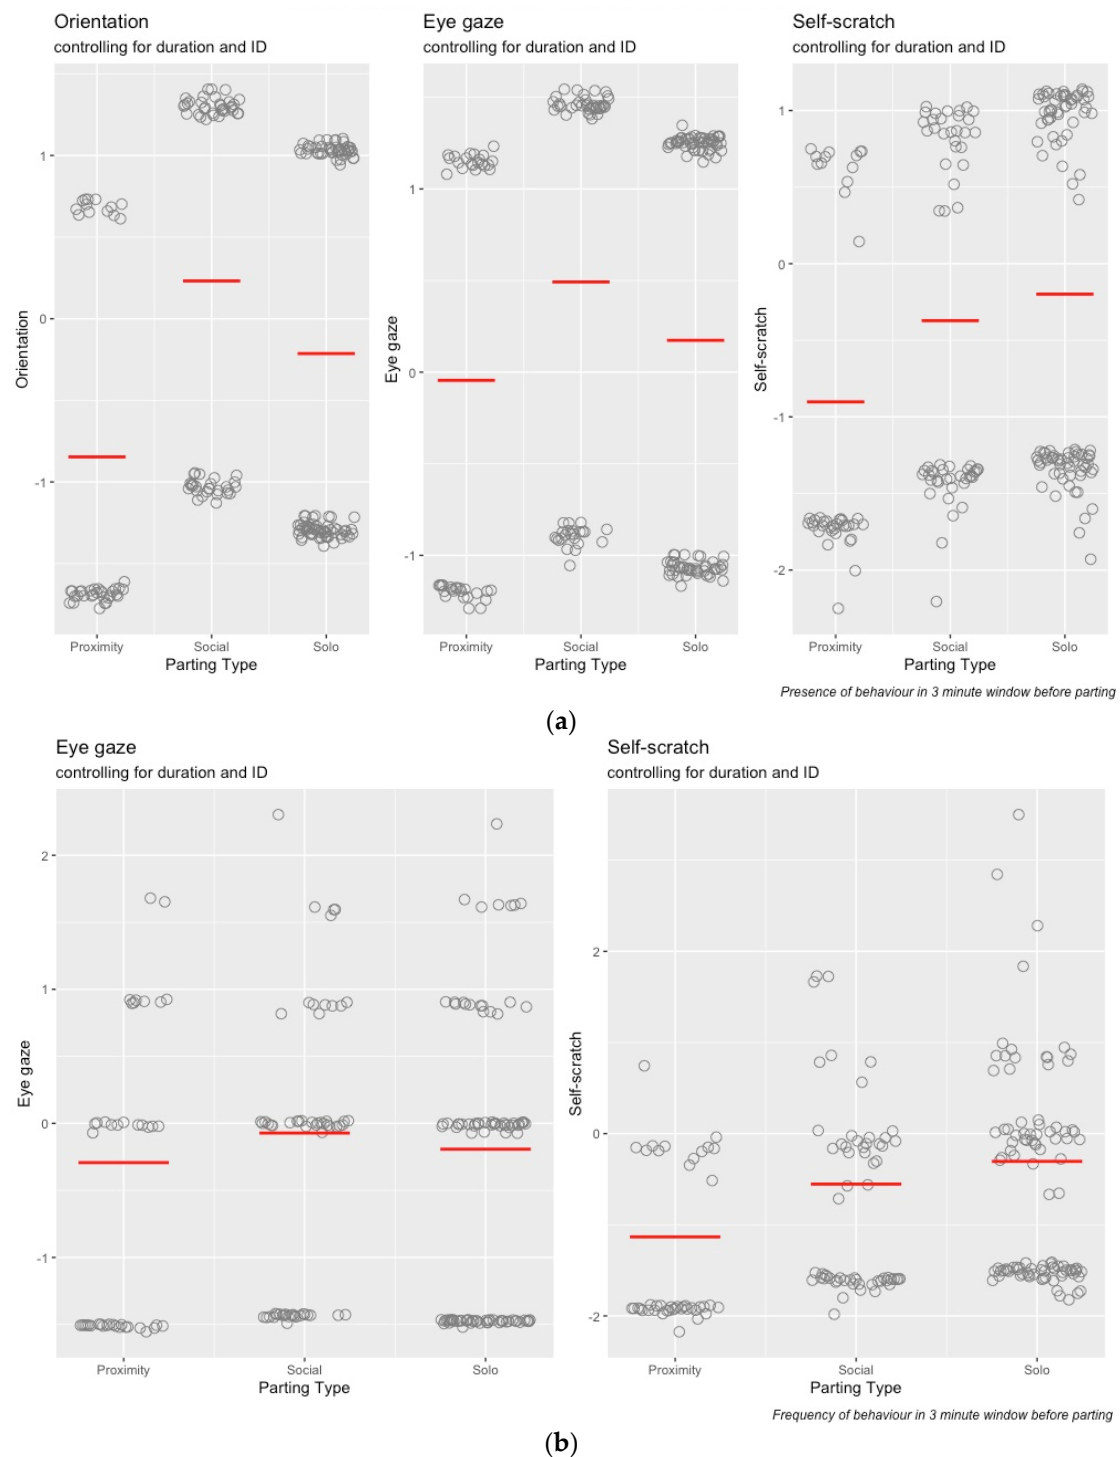 Orientation
controlling for duration and ID
1
0
-1
Orientation
Proximity Social Solo
Parting Type
Eye gaze
controlling for duration and ID
1
0
-1
Eye gaze
Proximity Social Solo
Parting Type
Self-scratch
controlling for duration and ID
1
0
-1
-2
Self-scratch
Proximity Social Solo
Parting Type
Presence of behaviour in 3 minute window before parting
(a)
Eye gaze
controlling for duration and ID
2
1
0
-1
Eye gaze
Proximity Social Solo
Parting Type
Self-scratch
controlling for duration and ID
2
0
-2
Self-scratch
Proximity Social Solo
Parting Type
Frequency of behaviour in 3 minute window before parting
(b)